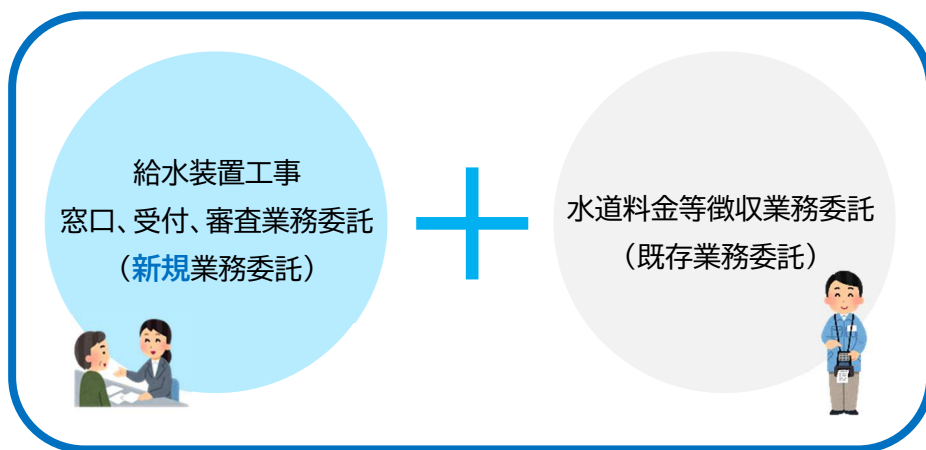 給水装置工事
窓口、受付、審査業務委託
（新規業務委託）
水道料金等徴収業務委託
（既存業務委託）